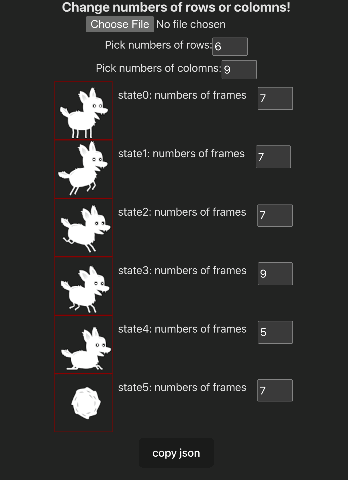 Change numbers of rows or colomns!
Choose File No file chosen
Pick numbers of rows: 6
Pick numbers of colomns: 9
state0: numbers of frames 7
state1: numbers of frames 7
state2: numbers of frames 7
state3: numbers of frames 9
state4: numbers of frames 5
state5: numbers of frames 7
copy json